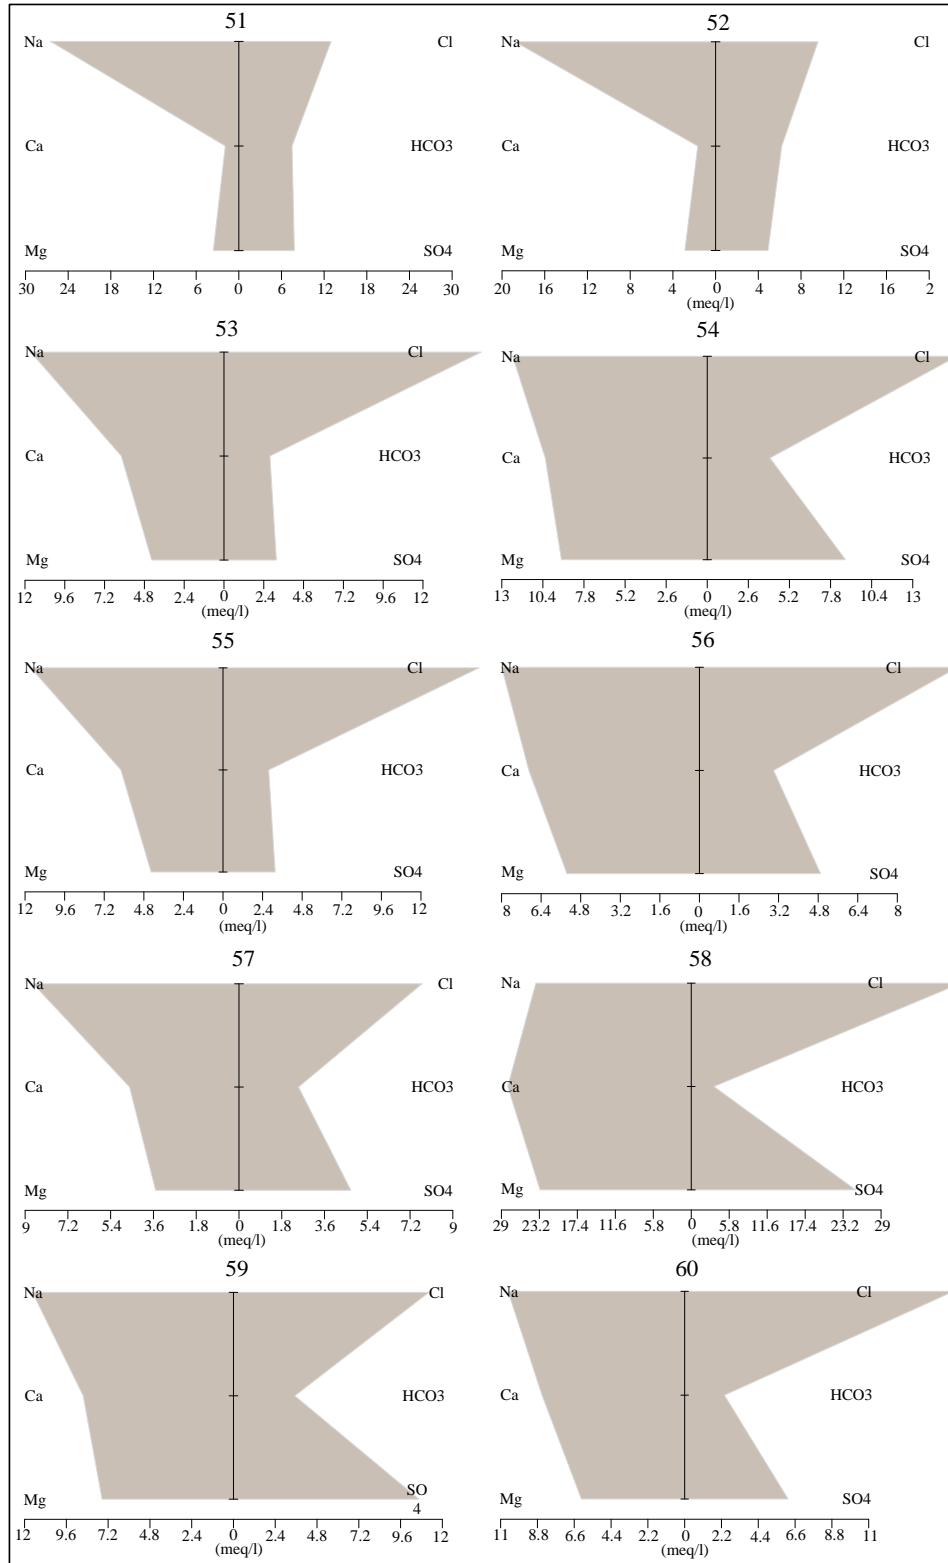 51
Na Cl
Ca HCO3
Mg SO4
30 24 18 12 6 0 6 12 18 24 30
52
Na Cl
Ca HCO3
Mg SO4
20 16 12 8 4 0 4 8 12 16 2
(meq/l)
53
Na Cl
Ca HCO3
Mg SO4
12 9.6 7.2 4.8 2.4 0 2.4 4.8 7.2 9.6 12
(meq/l)
54
Na Cl
Ca HCO3
Mg SO4
13 10.4 7.8 5.2 2.6 0 2.6 5.2 7.8 10.4 13
(meq/l)
55
Na Cl
Ca HCO3
Mg SO4
12 9.6 7.2 4.8 2.4 0 2.4 4.8 7.2 9.6 12
(meq/l)
56
Na Cl
Ca HCO3
Mg SO4
8 6.4 4.8 3.2 1.6 0 1.6 3.2 4.8 6.4 8
(meq/l)
57
Na Cl
Ca HCO3
Mg SO4
9 7.2 5.4 3.6 1.8 0 1.8 3.6 5.4 7.2 9
(meq/l)
58
Na Cl
Ca HCO3
Mg SO4
29 23.2 17.4 11.6 5.8 0 5.8 11.6 17.4 23.2 29
(meq/l)
59
Na Cl
Ca HCO3
Mg SO
4
12 9.6 7.2 4.8 2.4 0 2.4 4.8 7.2 9.6 12
(meq/l)
60
Na Cl
Ca HCO3
Mg SO4
11 8.8 6.6 4.4 2.2 0 2.2 4.4 6.6 8.8 11
(meq/l)